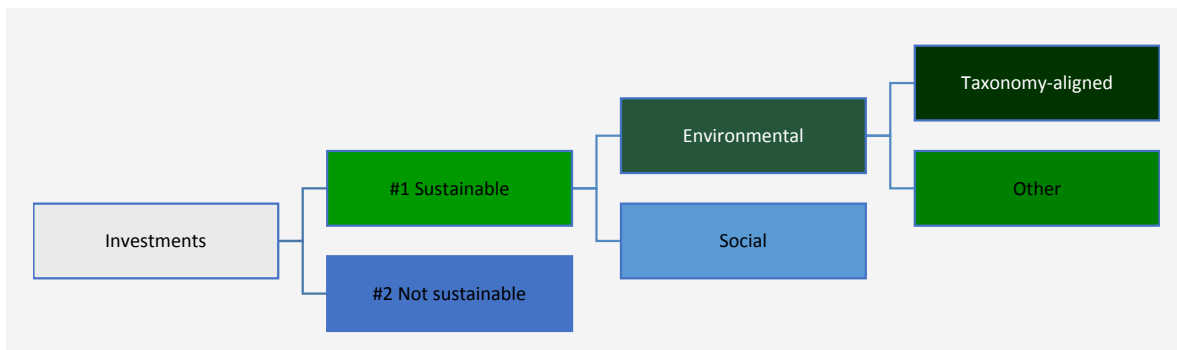 Taxonomy-aligned
Environmental
#1 Sustainable
Other
Investments
Social
#2 Not sustainable